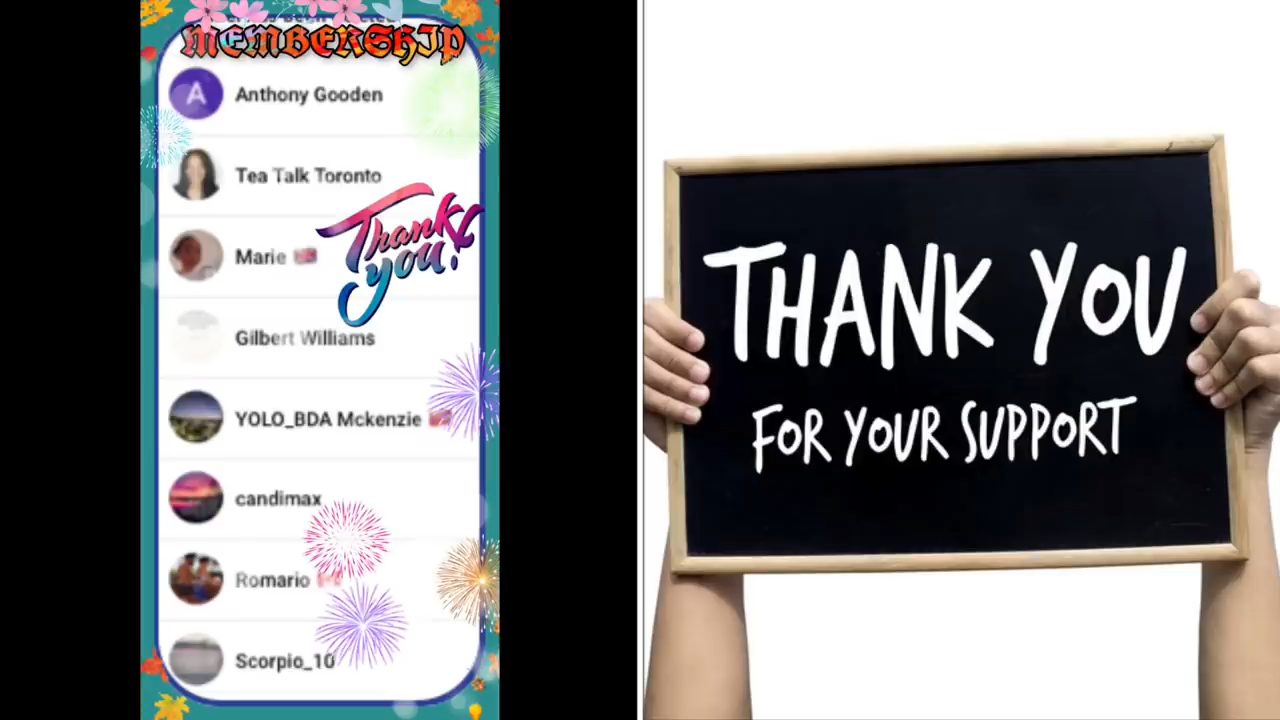 MEMBERSHIP
A
Anthony Gooden
Tea Talk Toronto
Thank you!
Marie
Gilbert Williams
YOLO_BDA Mckenzie
candimax
Romario
Scorpio_10
THANK YOU
FOR YOUR SUPPORT